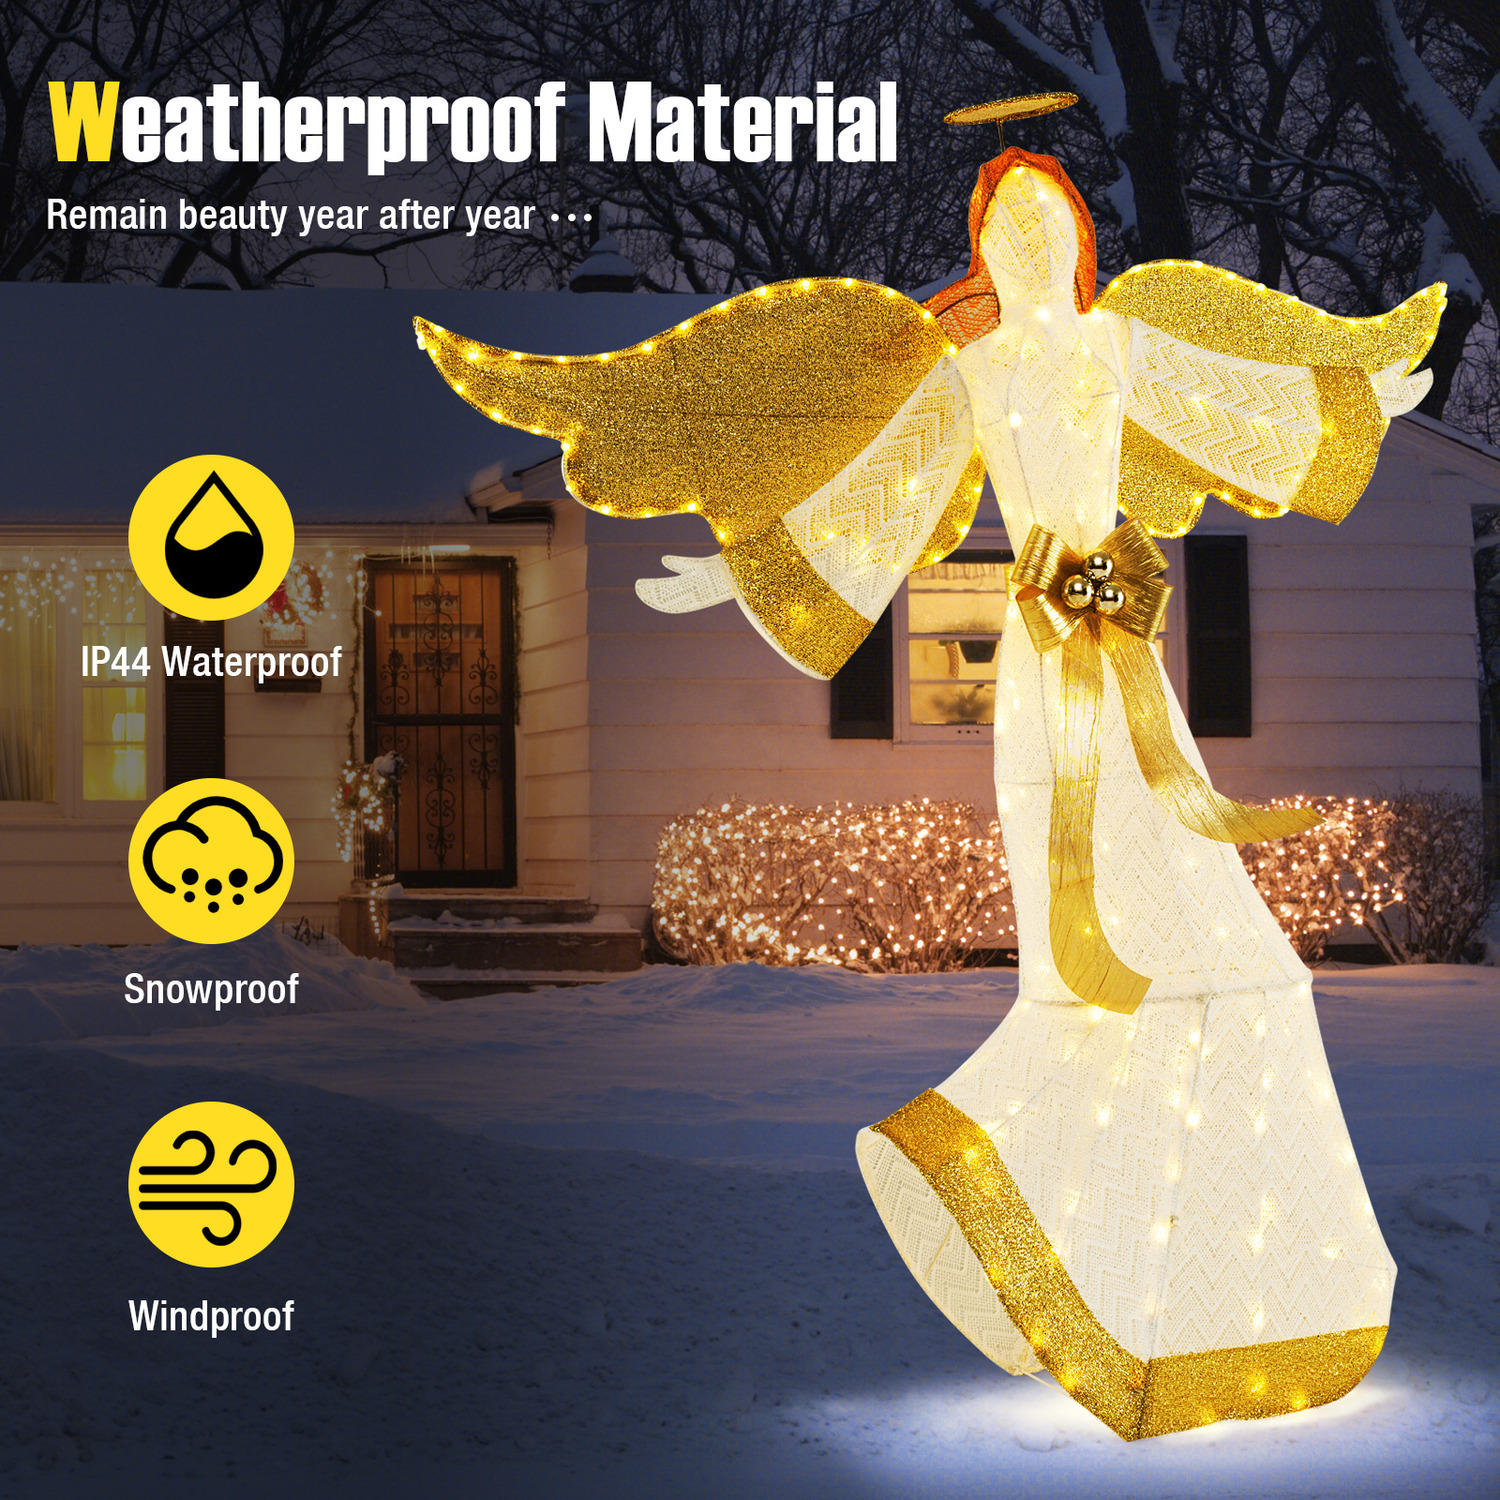 Weatherproof Material
Remain beauty year after year ...
IP44 Waterproof
Snowproof
Windproof